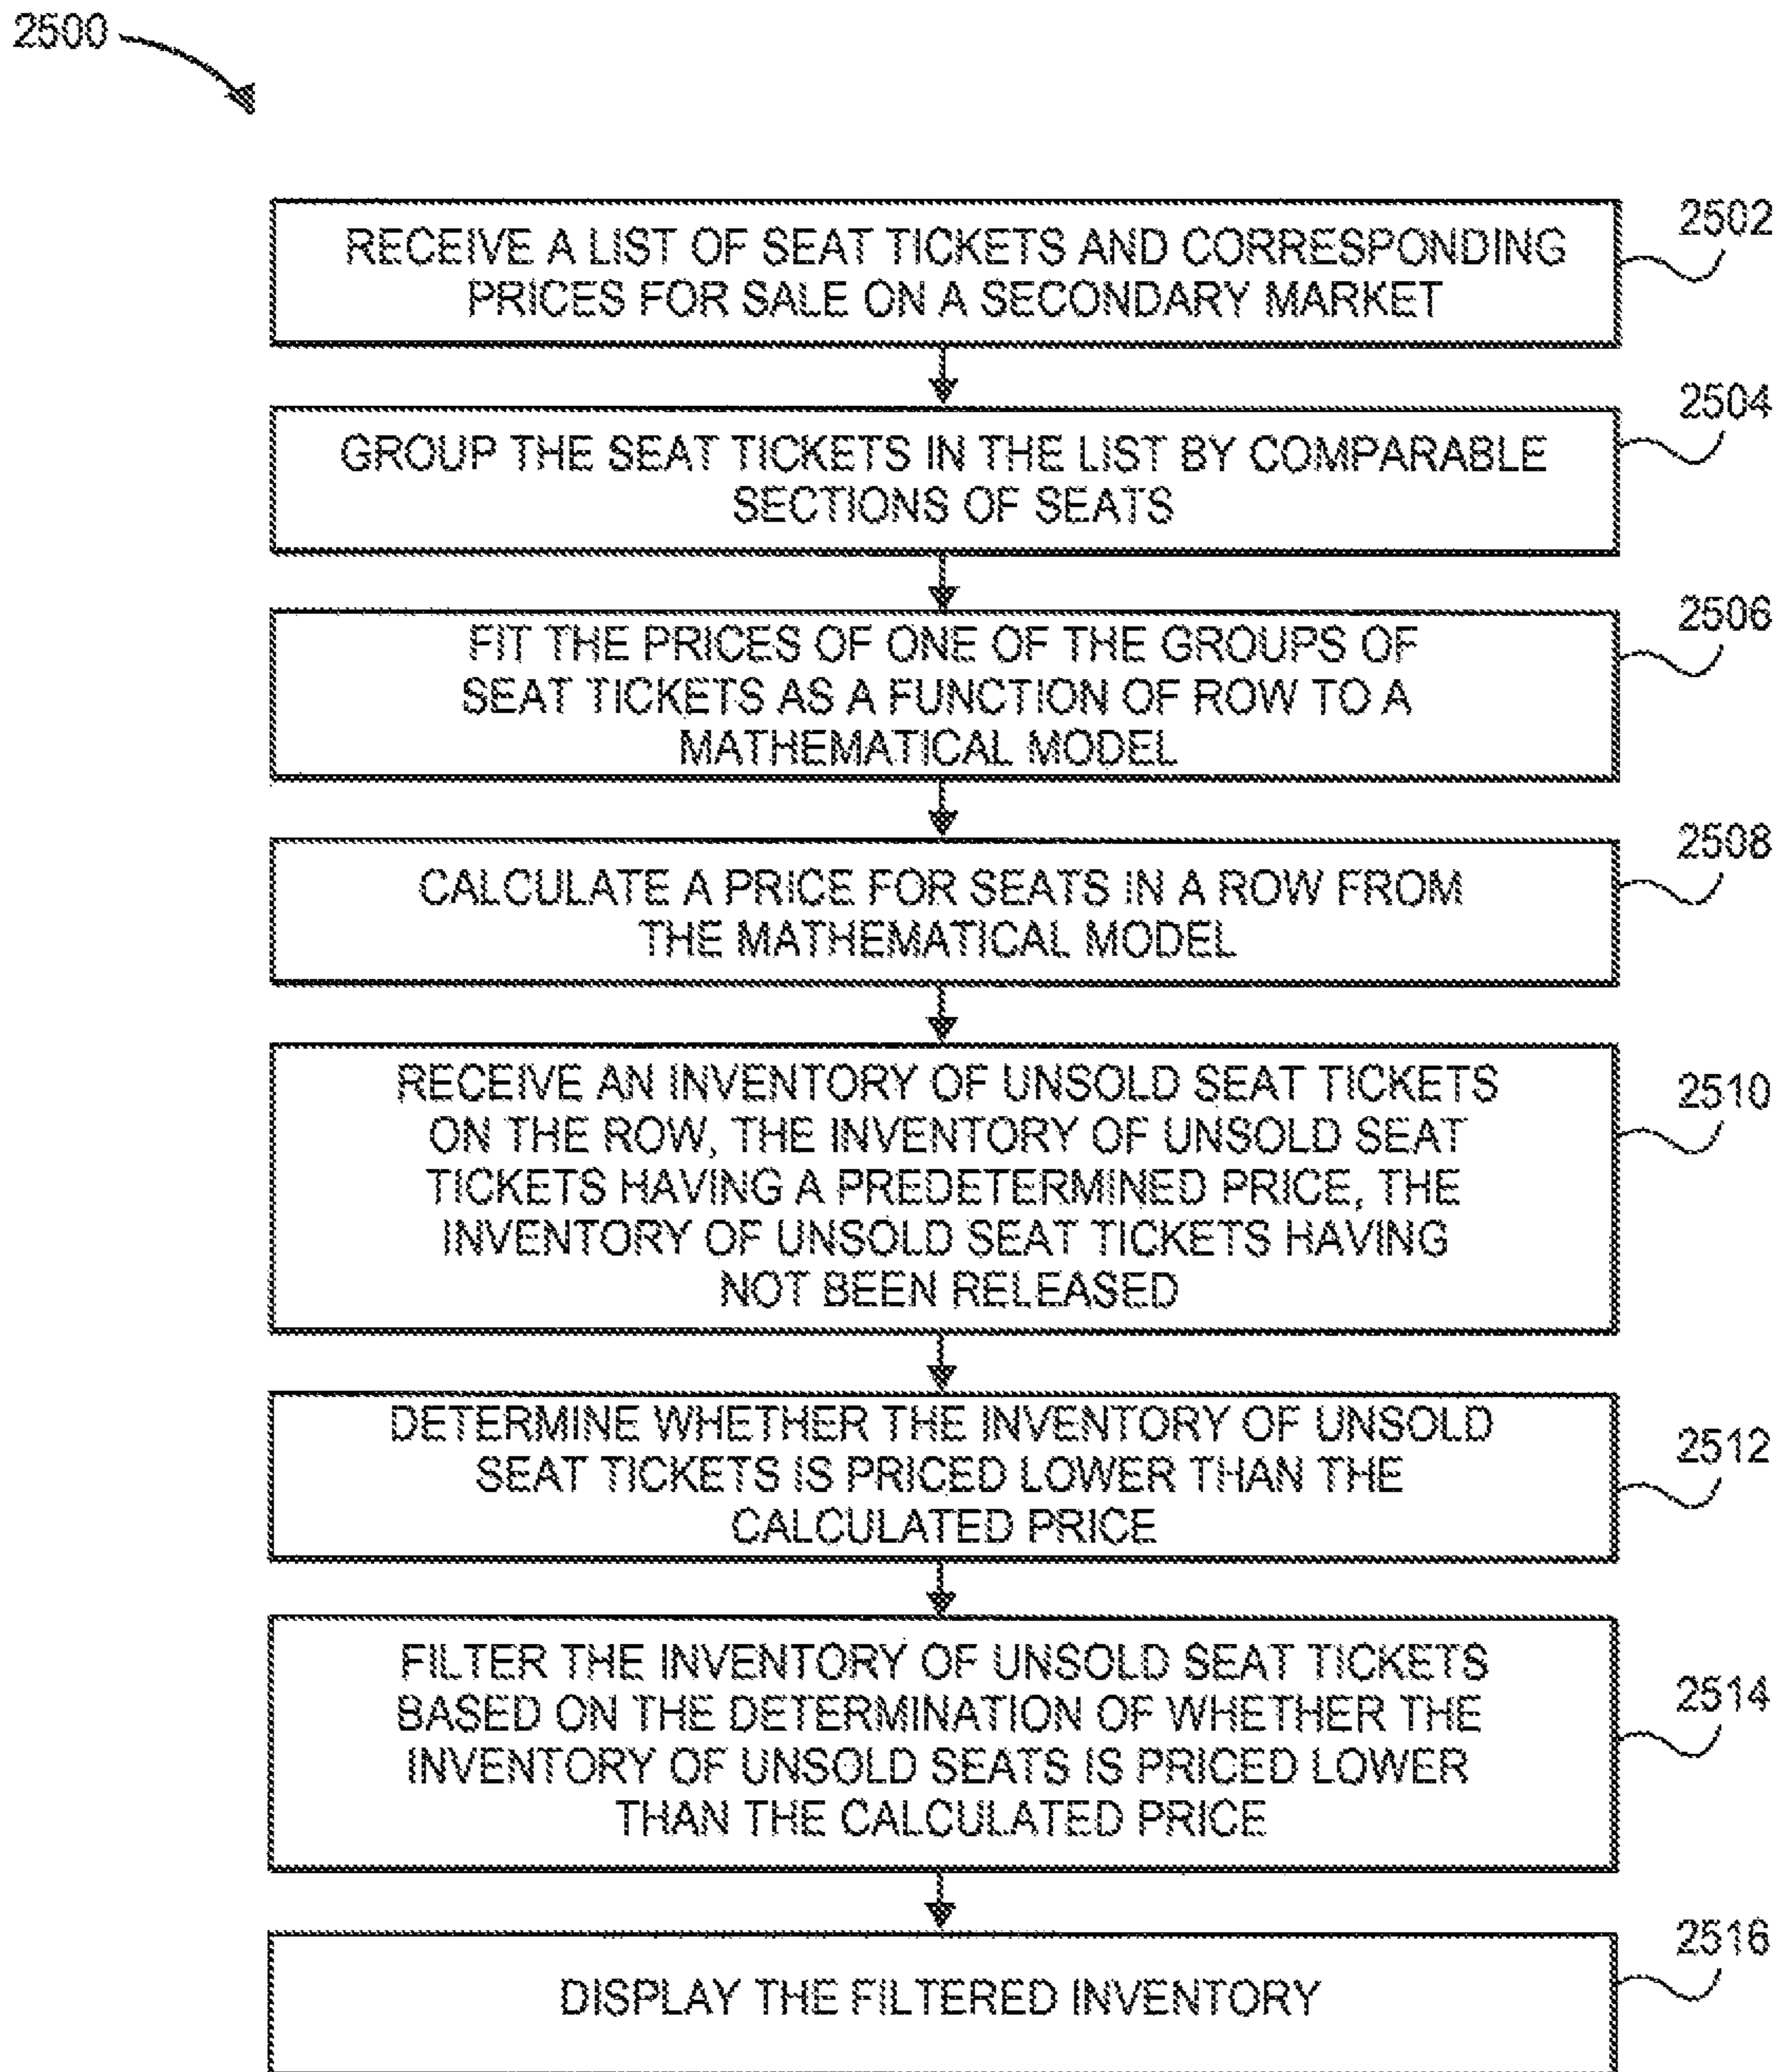 2500
RECEIVE A LIST OF SEAT TICKETS AND CORRESPONDING
PRICES FOR SALE ON A SECONDARY MARKET
2502
GROUP THE SEAT TICKETS IN THE LIST BY COMPARABLE
SECTIONS OF SEATS
2504
FIT THE PRICES OF ONE OF THE GROUPS OF
SEAT TICKETS AS A FUNCTION OF ROW TO A
MATHEMATICAL MODEL
2506
CALCULATE A PRICE FOR SEATS IN A ROW FROM
THE MATHEMATICAL MODEL
2508
RECEIVE AN INVENTORY OF UNSOLD SEAT TICKETS
ON THE ROW, THE INVENTORY OF UNSOLD SEAT
TICKETS HAVING A PREDETERMINED PRICE, THE
INVENTORY OF UNSOLD SEAT TICKETS HAVING
NOT BEEN RELEASED
2510
DETERMINE WHETHER THE INVENTORY OF UNSOLD
SEAT TICKETS IS PRICED LOWER THAN THE
CALCULATED PRICE
2512
FILTER THE INVENTORY OF UNSOLD SEAT TICKETS
BASED ON THE DETERMINATION OF WHETHER THE
INVENTORY OF UNSOLD SEATS IS PRICED LOWER
THAN THE CALCULATED PRICE
2514
DISPLAY THE FILTERED INVENTORY
2516